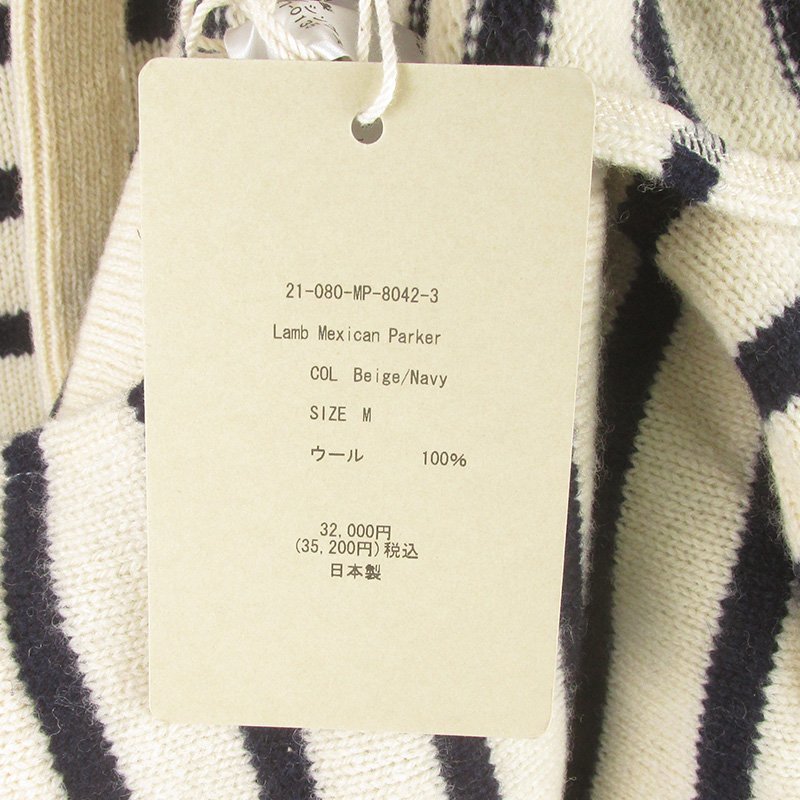 21-080-MP-8042-3
Lamb Mexican Parker
COL Beige/Navy
SIZE M
ウール 100%
32,000円
(35,200円)税込
日本製